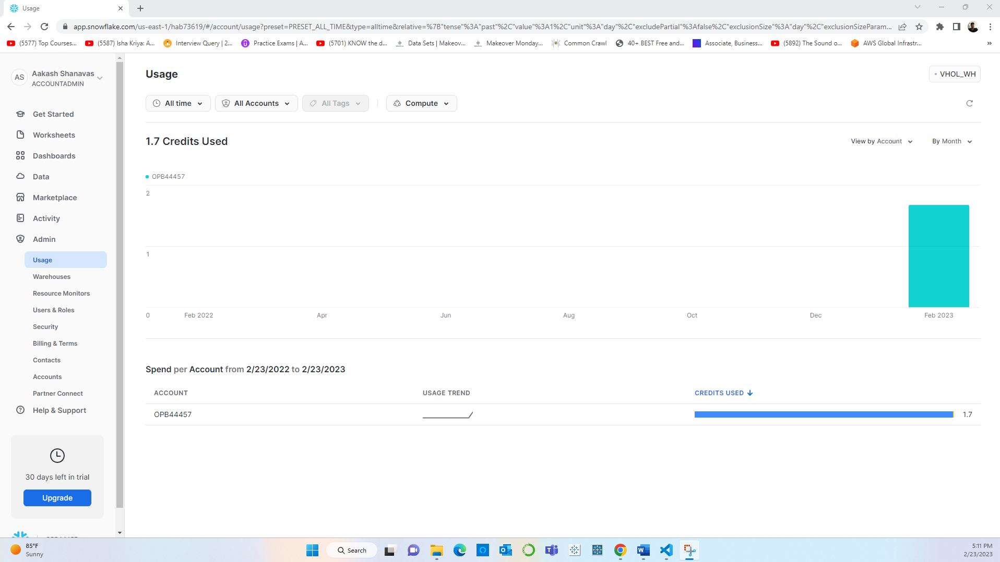 Usage
app.snowflake.com/us-east-1/hab73619/#/account/usage?preset=PRESET_ALL_TIME&type=alltime&relative=%7B"tense"%3A"past"%2C"value"%3A1%2C"unit"%3A"day"%2C"excludePartial"%3Afalse%2C"exclusionSize"%3A"day"%2C"exclusionSizeParam...
(5577) Top Courses... (5587) Isha Kriya: A... Interview Query | 2... Practice Exams | A... (5701) KNOW the d... Data Sets | Makeov... Makeover Monday... Common Crawl 40+ BEST Free and... Associate, Business... (5892) The Sound o... AWS Global Infrastr... »
AS
Aakash Shanavas
ACCOUNTADMIN
Get Started
Worksheets
Dashboards
Data
Marketplace
Activity
Admin
Usage
Warehouses
Resource Monitors
Users & Roles
Security
Billing & Terms
Contacts
Accounts
Partner Connect
Help & Support
30 days left in trial
Upgrade
Usage
VHOL_WH
All time All Accounts All Tags Compute
1.7 Credits Used
View by Account By Month
OPB44457
2
1
0 Feb 2022 Apr Jun Aug Oct Dec Feb 2023
Spend per Account from 2/23/2022 to 2/23/2023
ACCOUNT USAGE TREND CREDITS USED
OPB44457 1.7
85°F
Sunny
Search
5:11 PM
2/23/2023